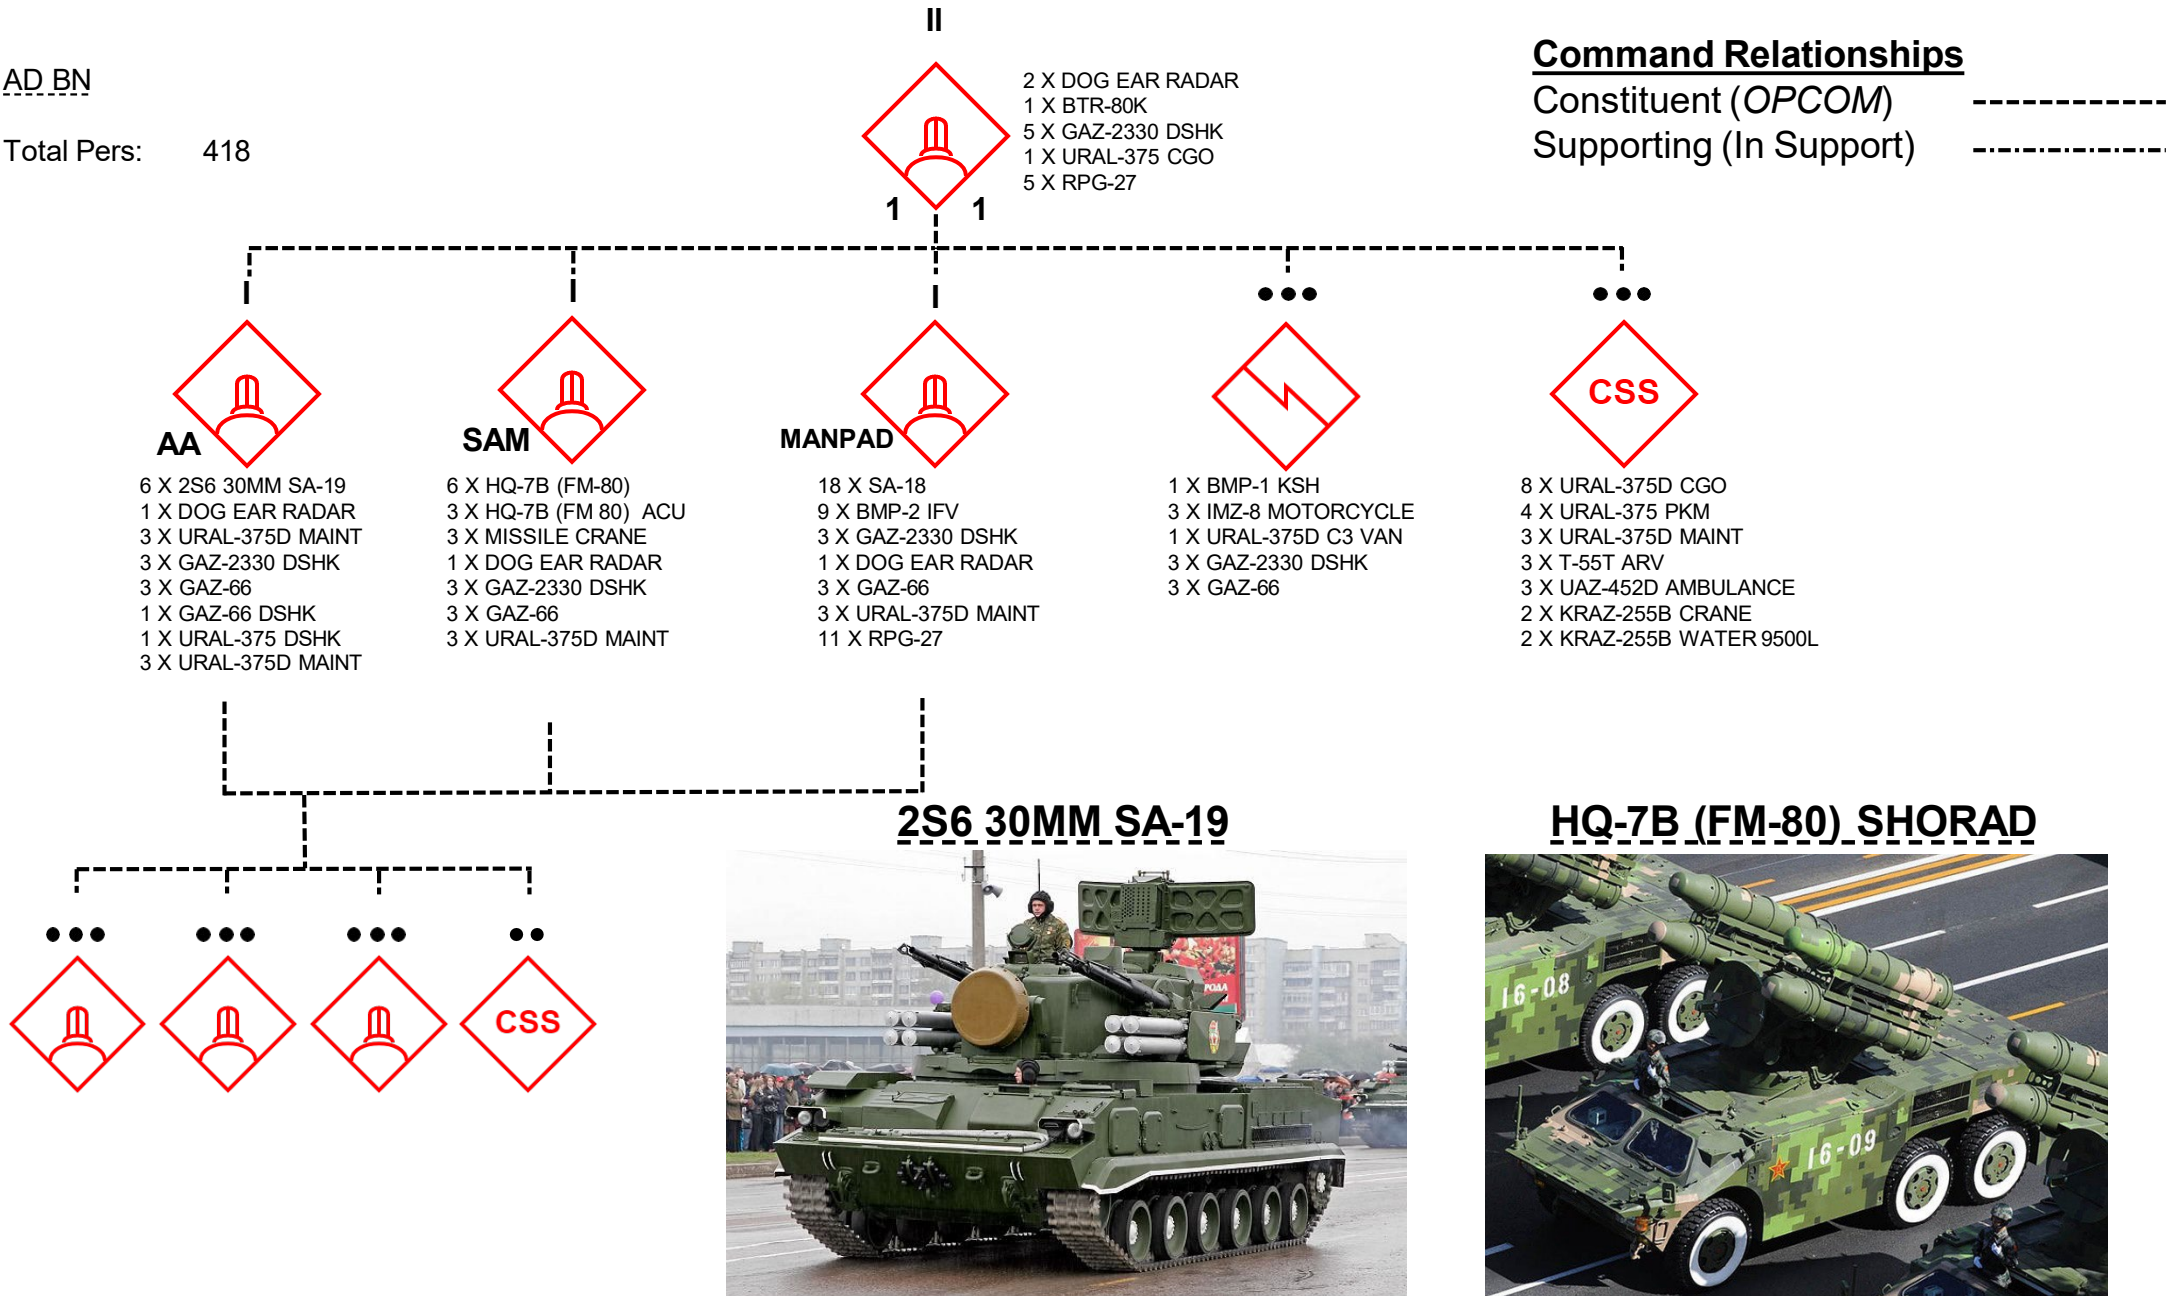 II
AD BN
Total Pers: 418
2 X DOG EAR RADAR
1 X BTR-80K
5 X GAZ-2330 DSHK
1 X URAL-375 CGO
5 X RPG-27
1 1
Command Relationships
Constituent (OPCOM)
Supporting (In Support)
I
AA
6 X 2S6 30MM SA-19
1 X DOG EAR RADAR
3 X URAL-375D MAINT
3 X GAZ-2330 DSHK
3 X GAZ-66
1 X GAZ-66 DSHK
1 X URAL-375 DSHK
3 X URAL-375D MAINT
I
SAM
6 X HQ-7B (FM-80)
3 X HQ-7B (FM 80) ACU
3 X MISSILE CRANE
1 X DOG EAR RADAR
3 X GAZ-2330 DSHK
3 X GAZ-66
3 X URAL-375D MAINT
I
MANPAD
18 X SA-18
9 X BMP-2 IFV
3 X GAZ-2330 DSHK
1 X DOG EAR RADAR
3 X GAZ-66
3 X URAL-375D MAINT
11 X RPG-27
1 X BMP-1 KSH
3 X IMZ-8 MOTORCYCLE
1 X URAL-375D C3 VAN
3 X GAZ-2330 DSHK
3 X GAZ-66
CSS
8 X URAL-375D CGO
4 X URAL-375 PKM
3 X URAL-375D MAINT
3 X T-55T ARV
3 X UAZ-452D AMBULANCE
2 X KRAZ-255B CRANE
2 X KRAZ-255B WATER 9500L
CSS
2S6 30MM SA-19
HQ-7B (FM-80) SHORAD
16-08
16-09